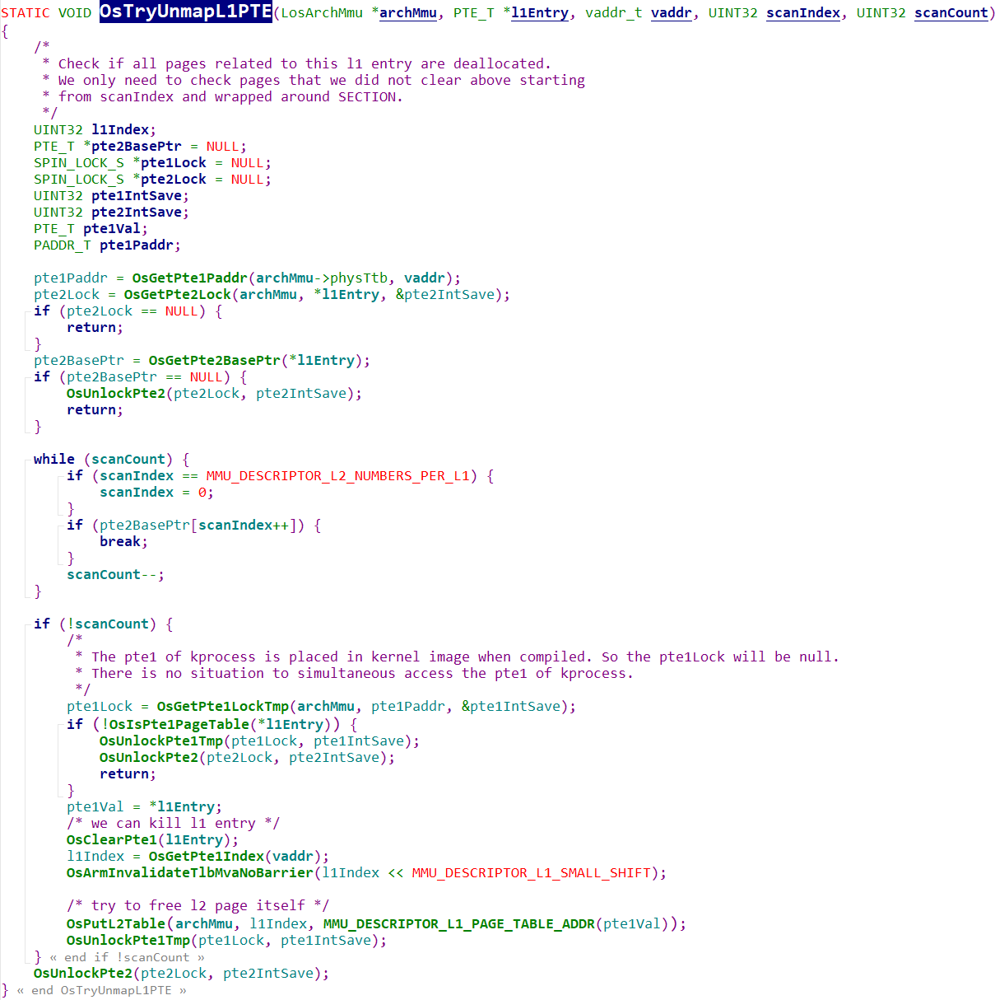 STATIC VOID OsTryUnmapL1PTE(LosArchMmu *archMmu, PTE_T *l1Entry, vaddr_t vaddr, UINT32 scanIndex, UINT32 scanCount)
{
    /*
     * Check if all pages related to this l1 entry are deallocated.
     * We only need to check pages that we did not clear above starting
     * from scanIndex and wrapped around SECTION.
     */
    UINT32 l1Index;
    PTE_T *pte2BasePtr = NULL;
    SPIN_LOCK_S *pte1Lock = NULL;
    SPIN_LOCK_S *pte2Lock = NULL;
    UINT32 pte1IntSave;
    UINT32 pte2IntSave;
    PTE_T pte1Val;
    PADDR_T pte1Paddr;

    pte1Paddr = OsGetPte1Paddr(archMmu->physTtb, vaddr);
    pte2Lock = OsGetPte2Lock(archMmu, *l1Entry, &pte2IntSave);
    if (pte2Lock == NULL) {
        return;
    }
    pte2BasePtr = OsGetPte2BasePtr(*l1Entry);
    if (pte2BasePtr == NULL) {
        OsUnlockPte2(pte2Lock, pte2IntSave);
        return;
    }

    while (scanCount) {
        if (scanIndex == MMU_DESCRIPTOR_L2_NUMBERS_PER_L1) {
            scanIndex = 0;
        }
        if (pte2BasePtr[scanIndex++]) {
            break;
        }
        scanCount--;
    }

    if (!scanCount) {
        /*
         * The pte1 of kprocess is placed in kernel image when compiled. So the pte1Lock will be null.
         * There is no situation to simultaneous access the pte1 of kprocess.
         */
        pte1Lock = OsGetPte1LockTmp(archMmu, pte1Paddr, &pte1IntSave);
        if (!OsIsPte1PageTable(*l1Entry)) {
            OsUnlockPte1Tmp(pte1Lock, pte1IntSave);
            OsUnlockPte2(pte2Lock, pte2IntSave);
            return;
        }
        pte1Val = *l1Entry;
        /* we can kill l1 entry */
        OsClearPte1(l1Entry);
        l1Index = OsGetPte1Index(vaddr);
        OsArmInvalidateTlbMvaNoBarrier(l1Index << MMU_DESCRIPTOR_L1_SMALL_SHIFT);

        /* try to free l2 page itself */
        OsPutL2Table(archMmu, l1Index, MMU_DESCRIPTOR_L1_PAGE_TABLE_ADDR(pte1Val));
        OsUnlockPte1Tmp(pte1Lock, pte1IntSave);
    } « end if !scanCount »
    OsUnlockPte2(pte2Lock, pte2IntSave);
} « end OsTryUnmapL1PTE »